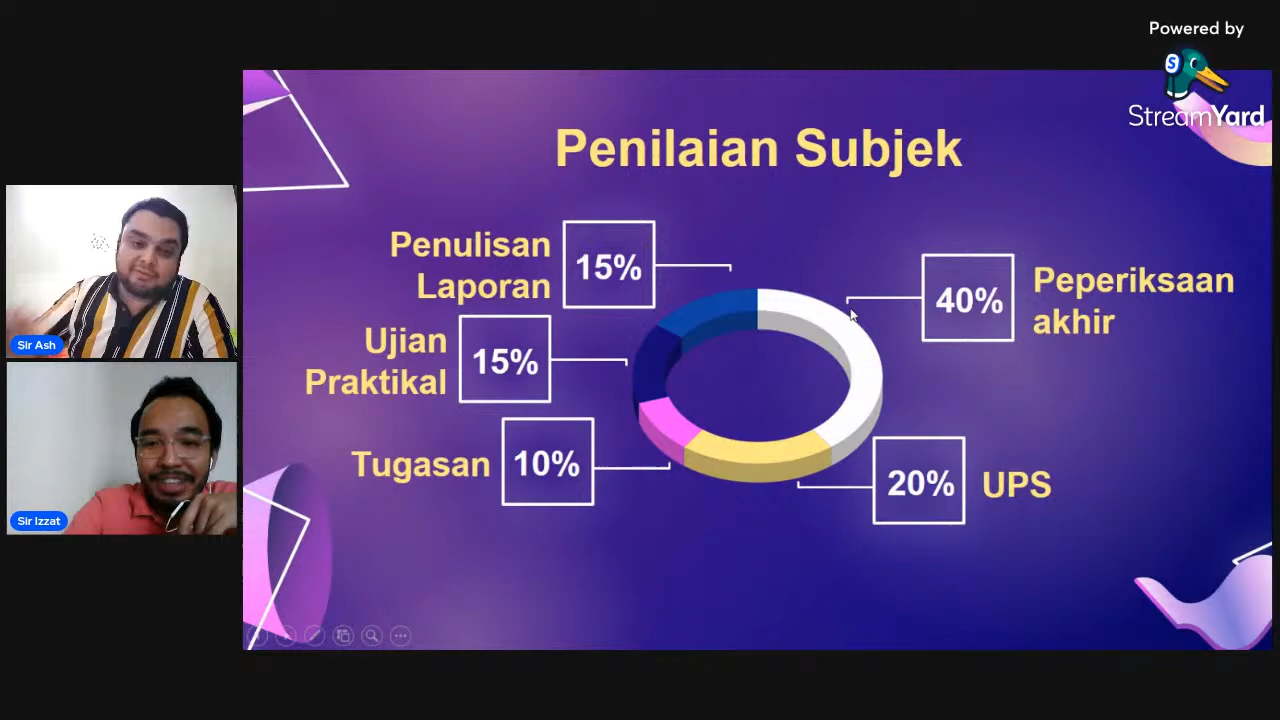 Powered by
StreamYard
Penilaian Subjek
Penulisan
Laporan
15%
40%
Peperiksaan
akhir
Ujian
Praktikal
15%
Tugasan
10%
20%
UPS
Sir Ash
Sir Izzat